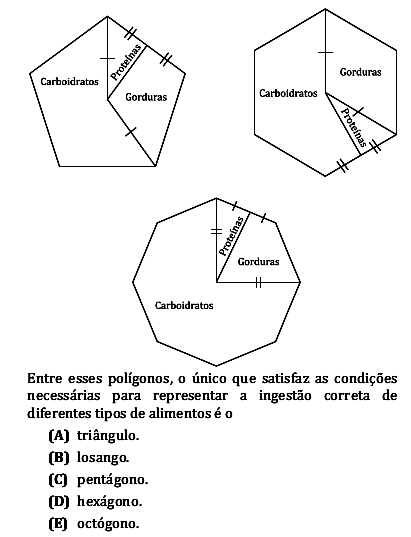 Carboidratos
Proteínas
Gorduras
Carboidratos
Gorduras
Proteínas
Proteínas
Gorduras
Carboidratos
Entre esses polígonos, o único que satisfaz as condições
necessárias para representar a ingestão correta de
diferentes tipos de alimentos é o
(A) triângulo.
(B) losango.
(C) pentágono.
(D) hexágono.
(E) octógono.